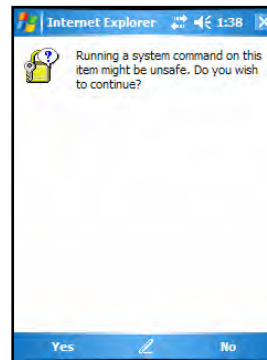 Internet Explorer 1:38
Running a system command on this
item might be unsafe. Do you wish
to continue?
Yes No